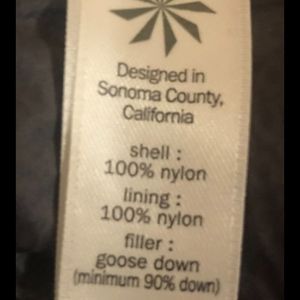 Designed in
Sonoma County,
California
shell :
100% nylon
lining :
100% nylon
filler :
goose down
(minimum 90% down)